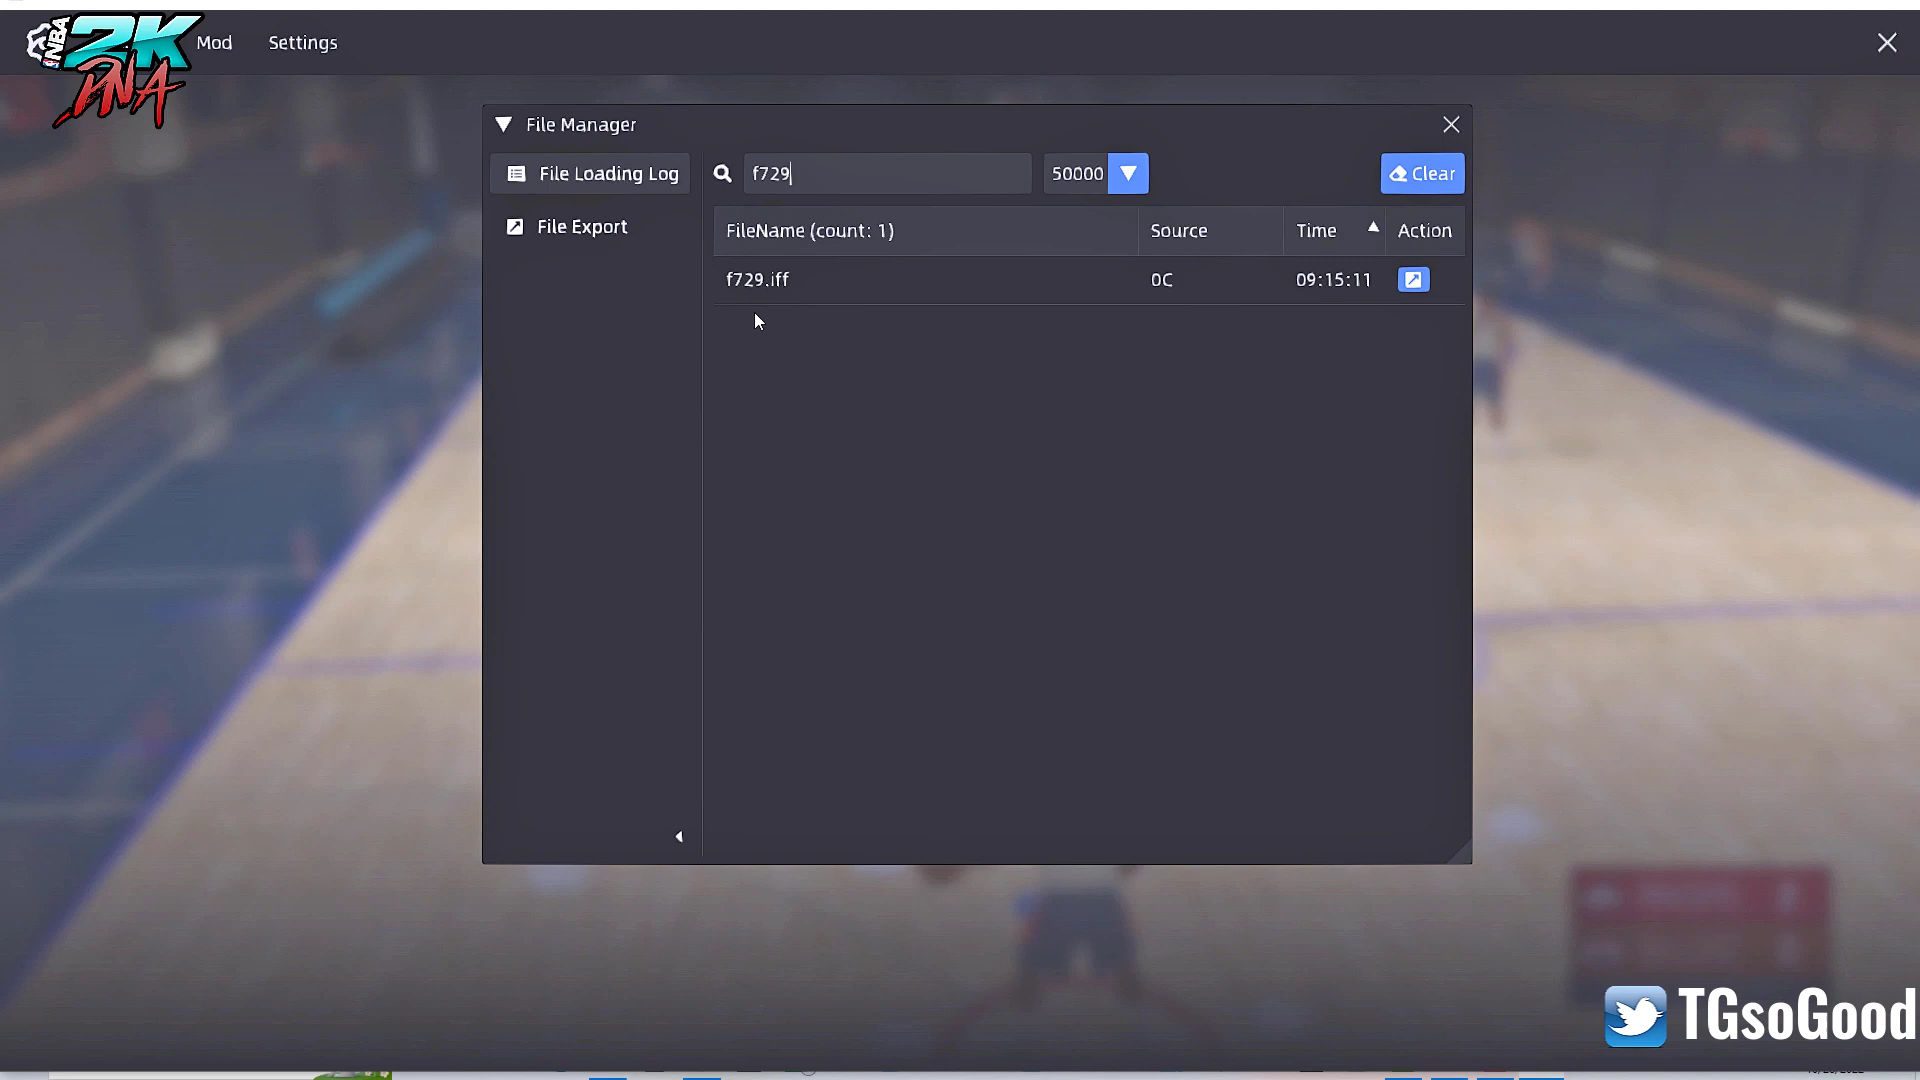 NBA 2K DNA
Mod Settings
File Manager
File Loading Log
f729
50000
Clear
File Export
FileName (count: 1) Source Time Action
f729.iff 0C 09:15:11
TGsoGood